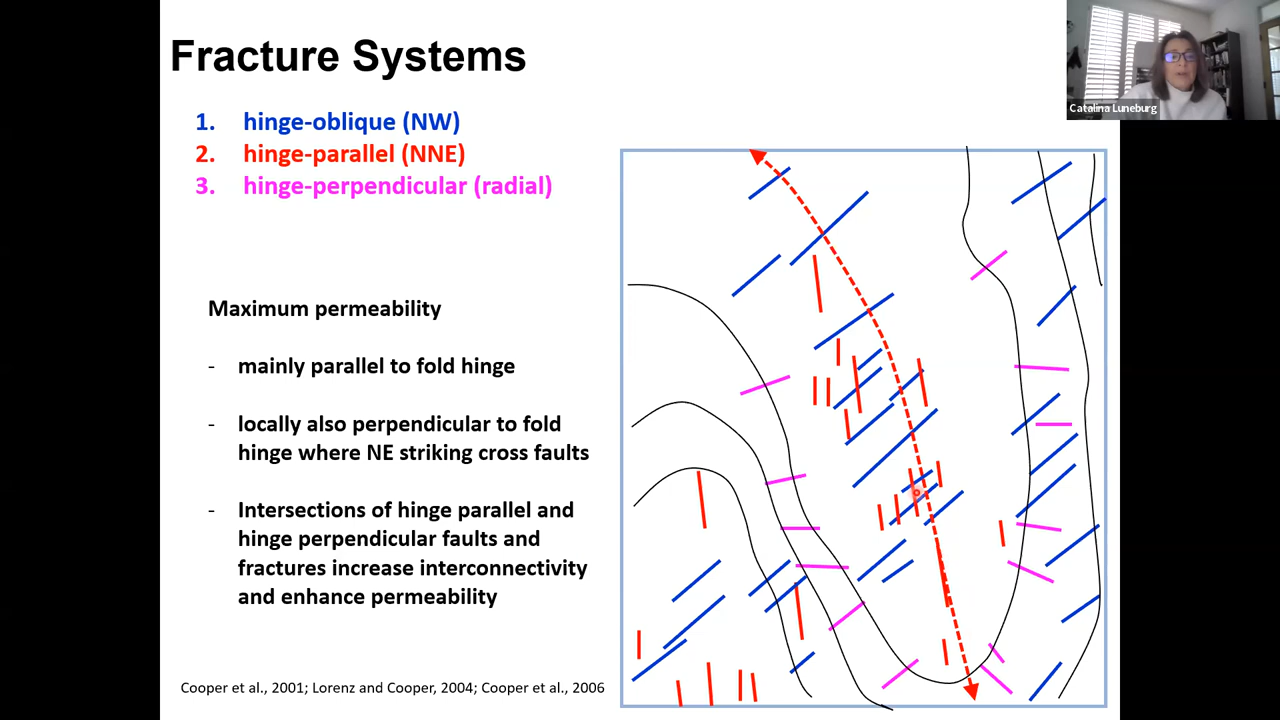 Fracture Systems
1. hinge-oblique (NW)
2. hinge-parallel (NNE)
3. hinge-perpendicular (radial)
Maximum permeability
- mainly parallel to fold hinge
- locally also perpendicular to fold
hinge where NE striking cross faults
- Intersections of hinge parallel and
hinge perpendicular faults and
fractures increase interconnectivity
and enhance permeability
Cooper et al., 2001; Lorenz and Cooper, 2004; Cooper et al., 2006
Catalina Luneburg